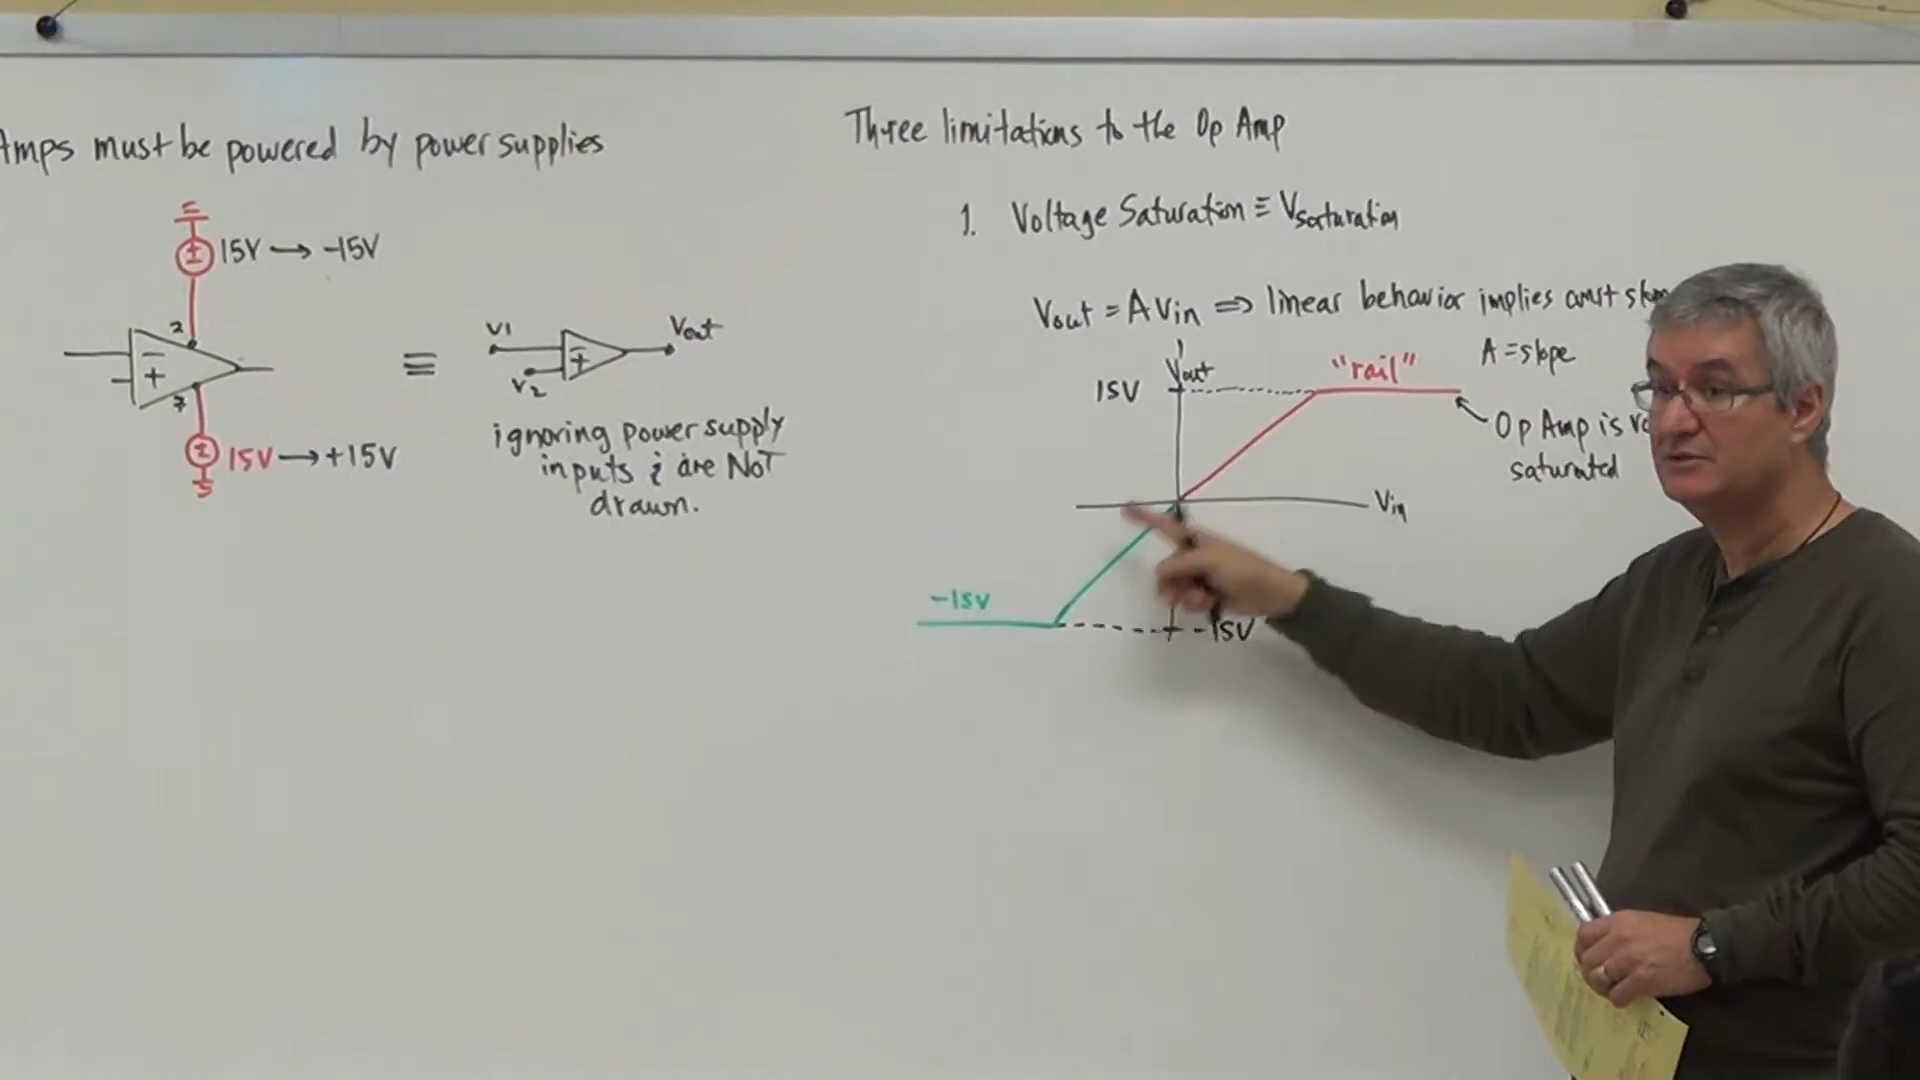 Amps must be powered by power supplies
15V → -15V
2
-
+
7
15V → +15V
≡
V1
V2
-
+
Vout
ignoring power supply
inputs & are NOT
drawn.
Three limitations to the Op Amp
1. Voltage Saturation ≡ Vsaturation
Vout = A Vin ⇒ linear behavior implies const
A = slope
Vout
15V
"rail"
Op Amp is
saturated
Vin
-15V
-15V